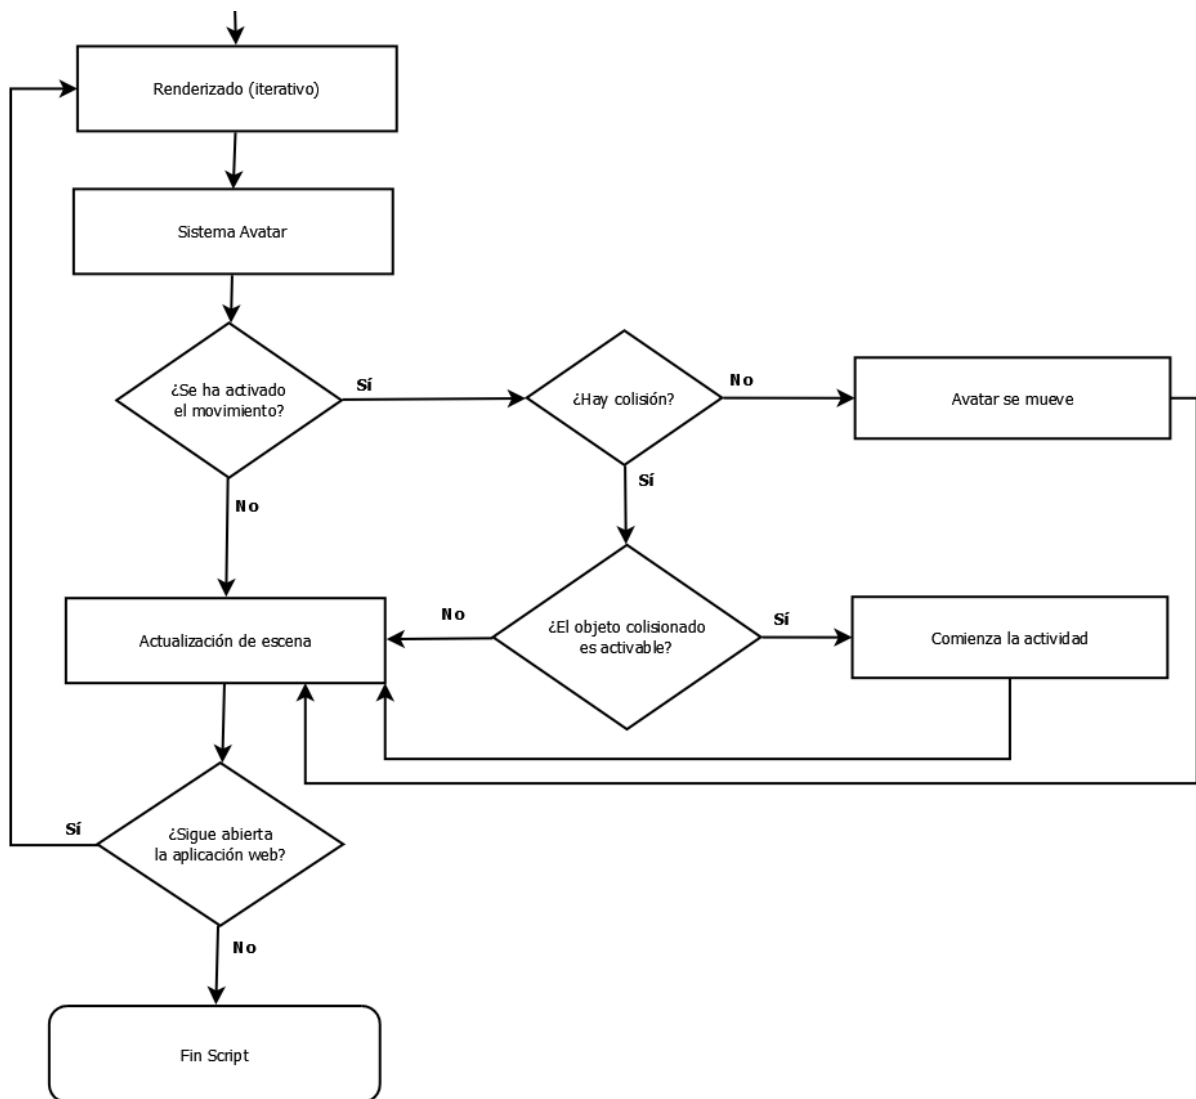 Renderizado (iterativo)
Sistema Avatar
¿Se ha activado
el movimiento?
Sí
¿Hay colisión?
No
Avatar se mueve
Sí
No
Actualización de escena
No
¿El objeto colisionado
es activable?
Sí
Comienza la actividad
Sí
¿Sigue abierta
la aplicación web?
No
Fin Script